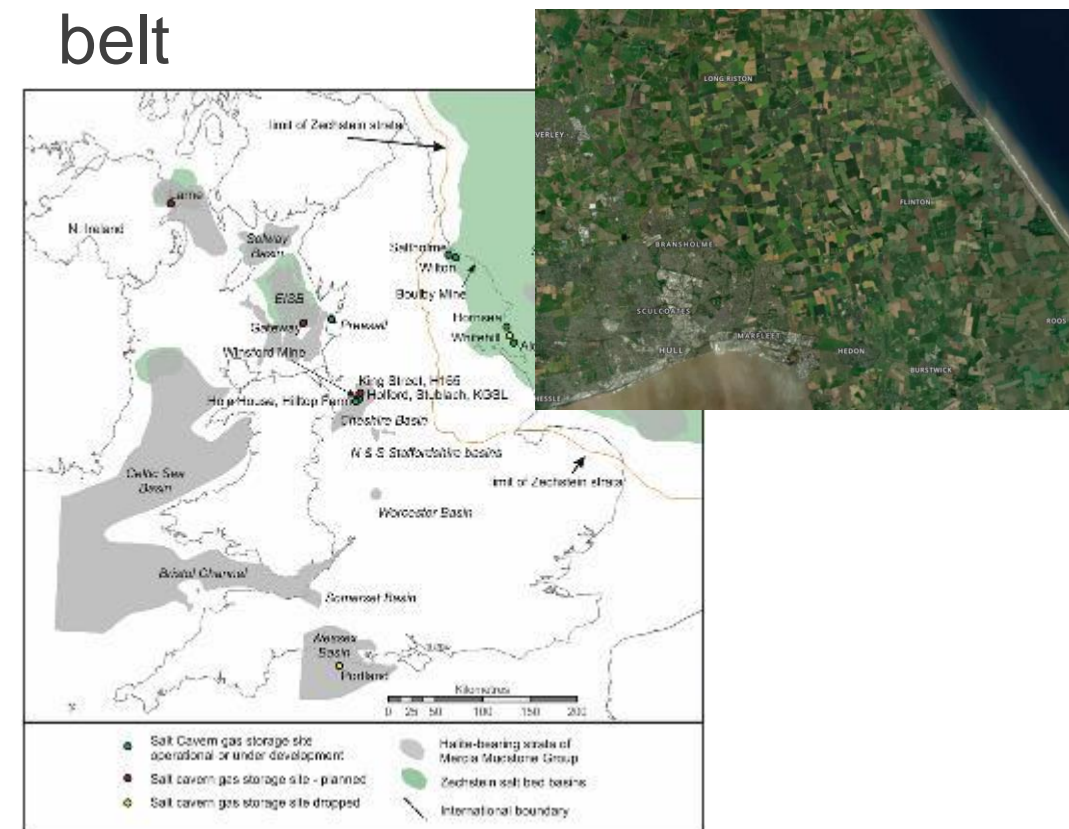 belt
limit of Zechstein strata
Larne
N. Ireland
Solway
Basin
EISB
Gateway
Preesall
Winsford Mine
Saltholme
Wilton
Boulby Mine
Hornsea
Whitehill
King Street, H165
Holford, Stublach, KGSL
Hole House, Hilltop Farm
Cheshire Basin
N & S Staffordshire basins
limit of Zechstein strata
Celtic Sea
Basin
Worcester Basin
Bristol Channel
Somerset Basin
Wessex
Basin
Portland
Kilometres
0 25 50 100 150 200
Salt Cavern gas storage site
operational or under development
Salt cavern gas storage site - planned
Salt cavern gas storage site dropped
Halite-bearing strata of
Mercia Mudstone Group
Zechstein salt bed basins
International boundary
LONG RISTON
VERLEY
FLINTON
BRANSHOLME
SCULCOATES
ROOS
MARFLEET
HULL
HEDON
BURSTWICK
HESSLE